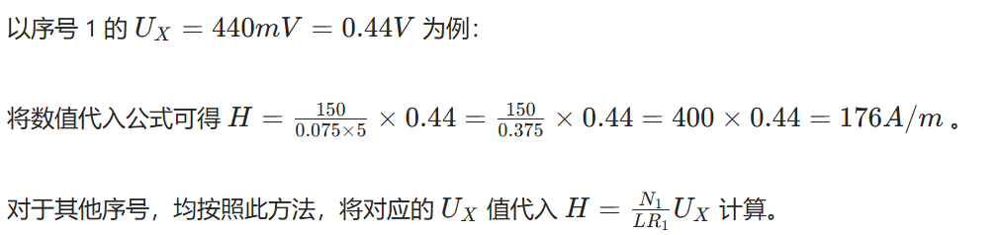 以序号 1 的 $U_X = 440mV = 0.44V$ 为例：
将数值代入公式可得 $H = \frac{150}{0.075 \times 5} \times 0.44 = \frac{150}{0.375} \times 0.44 = 400 \times 0.44 = 176A/m$ 。
对于其他序号，均按照此方法，将对应的 $U_X$ 值代入 $H = \frac{N_1}{LR_1}U_X$ 计算。